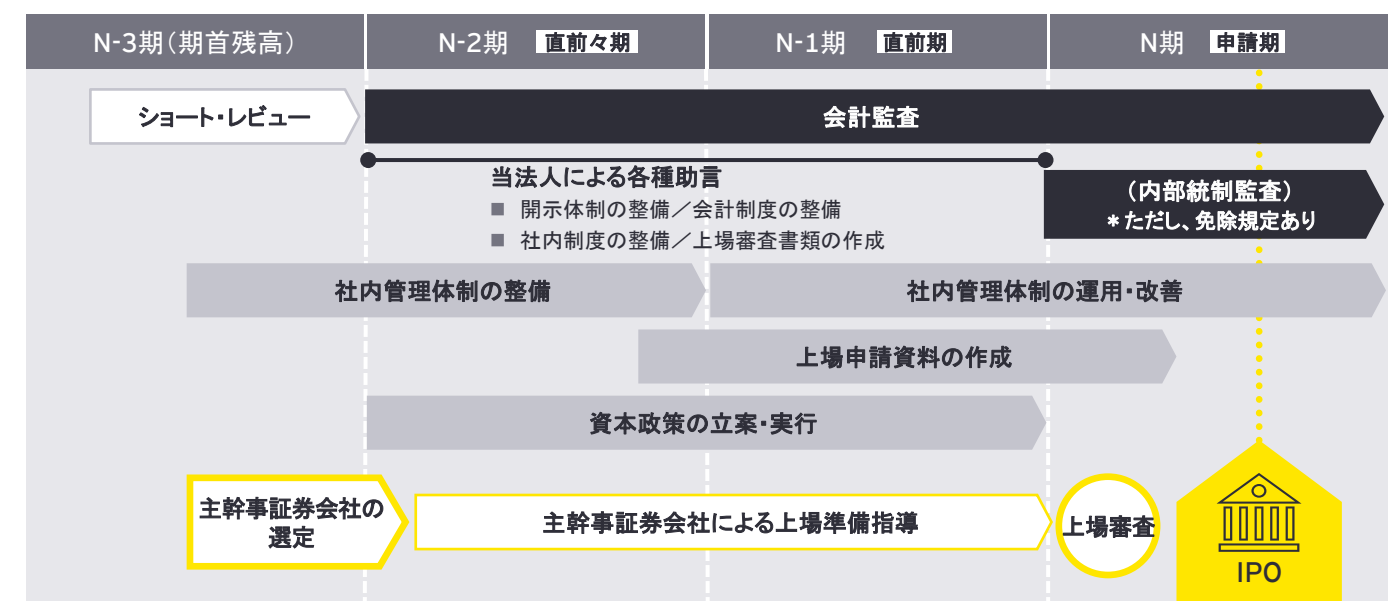 N-3期(期首残高)
N-2期 直前々期
N-1期 直前期
N期 申請期
ショート・レビュー
会計監査
当法人による各種助言
■ 開示体制の整備／会計制度の整備
■ 社内制度の整備／上場審査書類の作成
(内部統制監査)
*ただし、免除規定あり
社内管理体制の整備
社内管理体制の運用・改善
上場申請資料の作成
資本政策の立案・実行
主幹事証券会社の
選定
主幹事証券会社による上場準備指導
上場審査
IPO